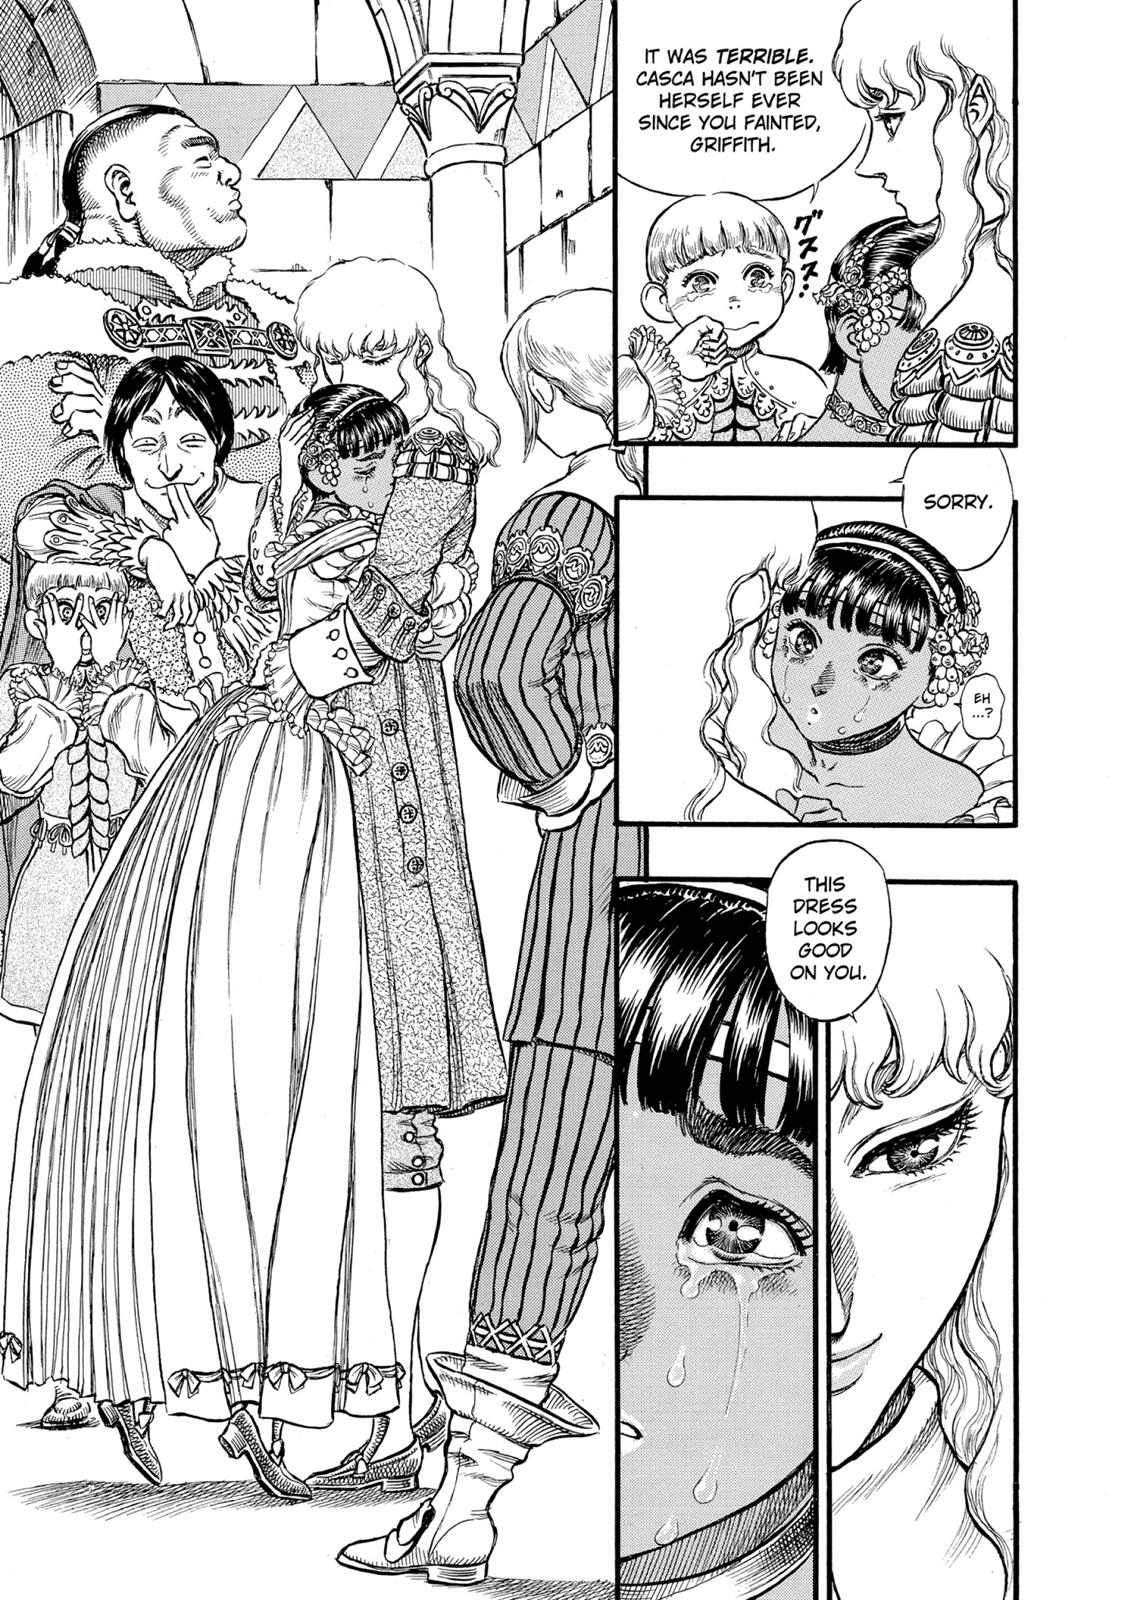 IT WAS TERRIBLE.
CASCA HASN'T BEEN
HERSELF EVER
SINCE YOU FAINTED,
GRIFFITH.
グスス・
SORRY.
EH
...?
THIS
DRESS
LOOKS
GOOD
ON YOU.